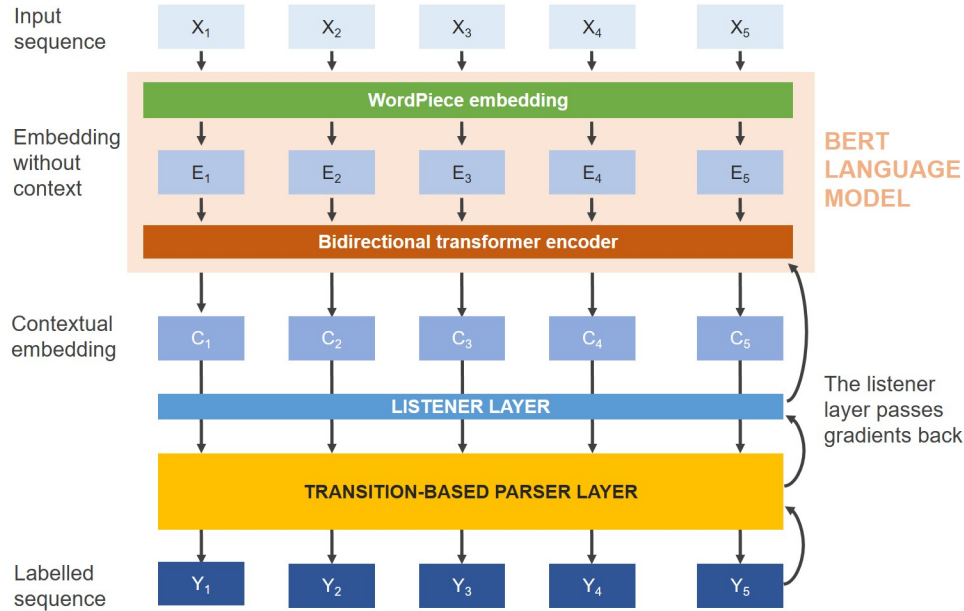 Input
sequence
X₁ X₂ X₃ X₄ X₅
WordPiece embedding
Embedding
without
context
E₁ E₂ E₃ E₄ E₅
BERT
LANGUAGE
MODEL
Bidirectional transformer encoder
Contextual
embedding
C₁ C₂ C₃ C₄ C₅
LISTENER LAYER
The listener
layer passes
gradients back
TRANSITION-BASED PARSER LAYER
Labelled
sequence
Y₁ Y₂ Y₃ Y₄ Y₅